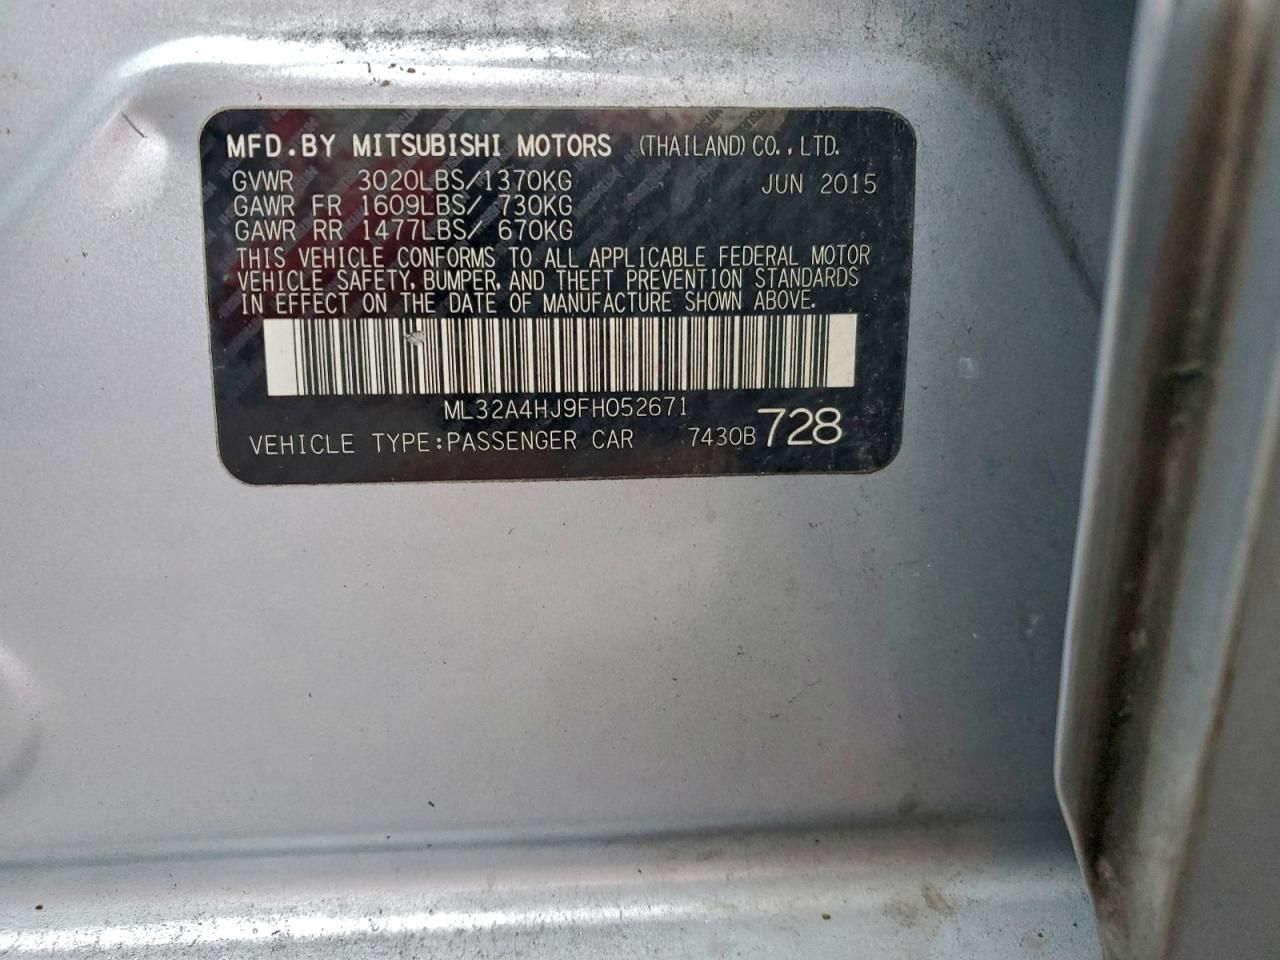 MFD.BY MITSUBISHI MOTORS (THAILAND) CO., LTD.
GVWR 3020LBS/1370KG JUN 2015
GAWR FR 1609LBS/ 730KG
GAWR RR 1477LBS/ 670KG
THIS VEHICLE CONFORMS TO ALL APPLICABLE FEDERAL MOTOR
VEHICLE SAFETY, BUMPER, AND THEFT PREVENTION STANDARDS
IN EFFECT ON THE DATE OF MANUFACTURE SHOWN ABOVE.
ML32A4HJ9FH052671
VEHICLE TYPE:PASSENGER CAR 7430B 728